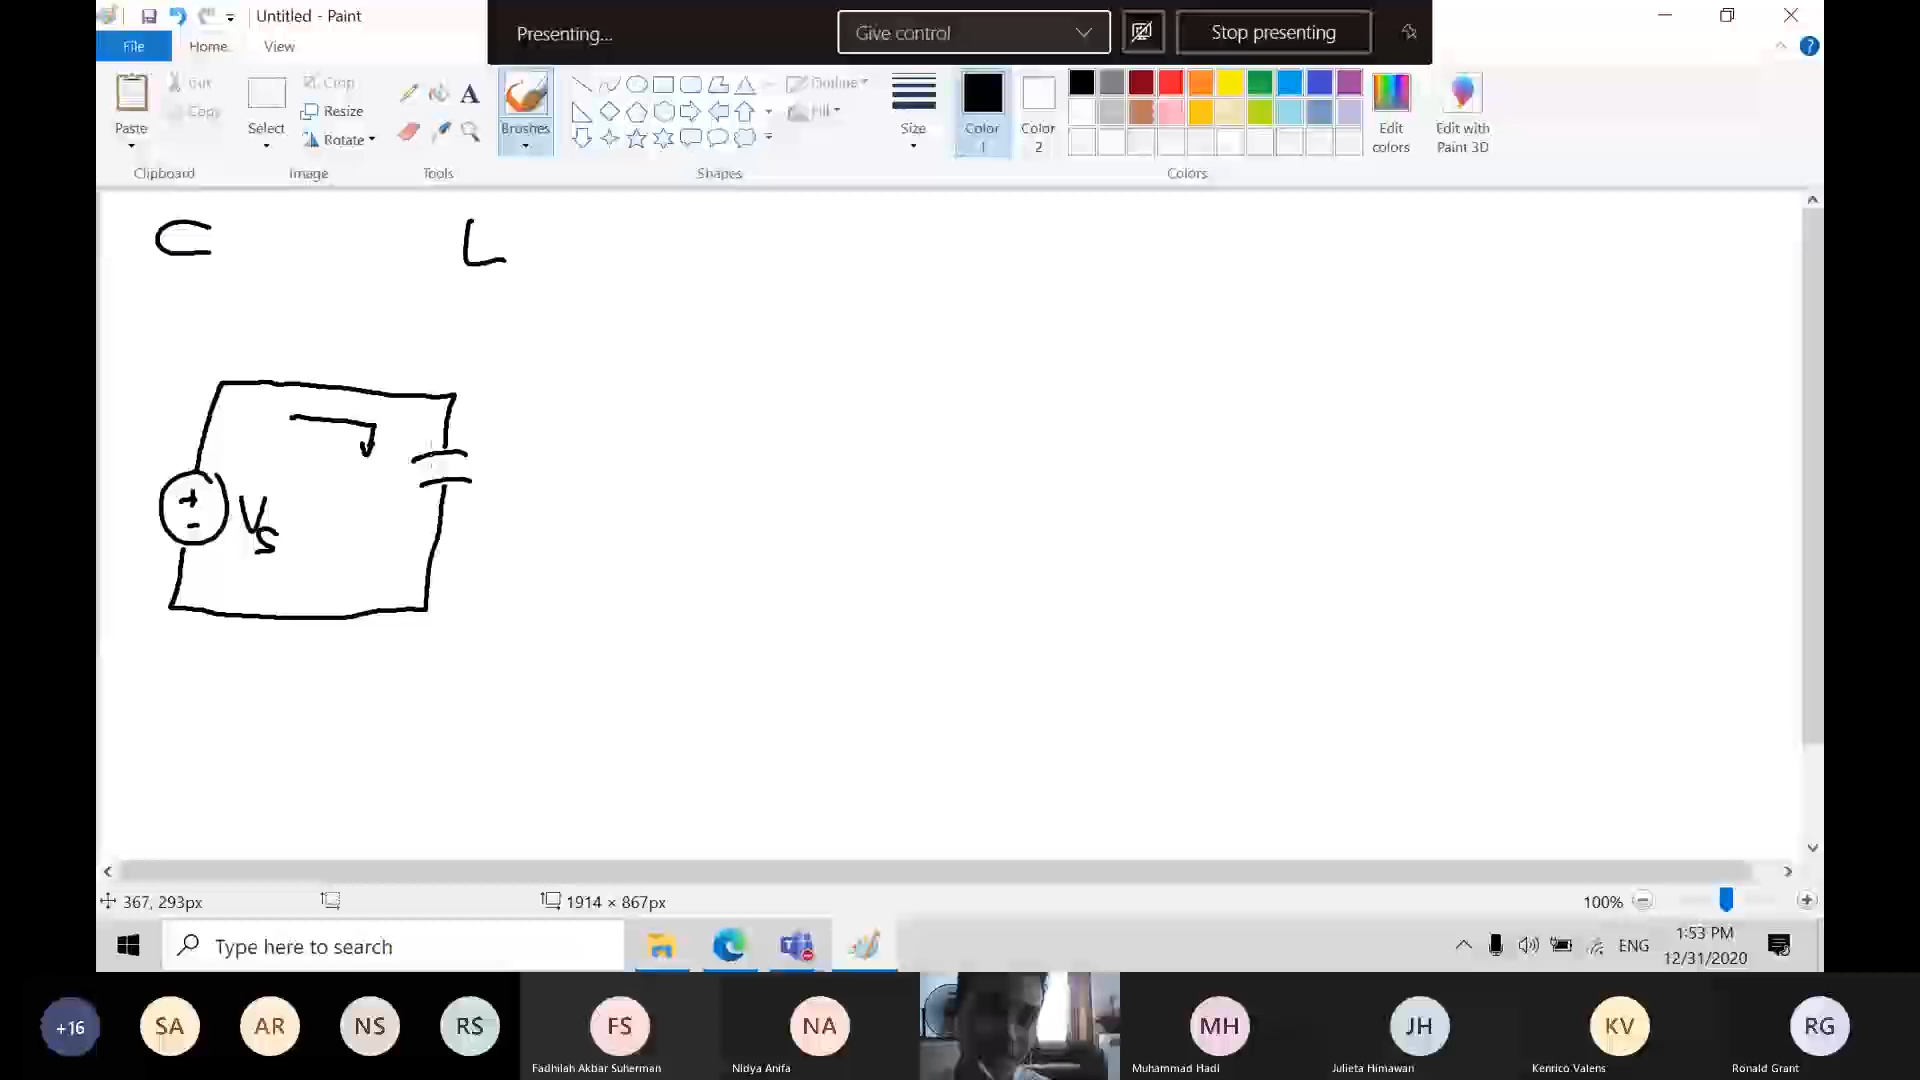 Untitled - Paint
Presenting...
Give control
Stop presenting
File
Home
View
Paste
Cut
Copy
Clipboard
Select
Crop
Resize
Rotate
Image
A
Tools
Brushes
Outline
Fill
Shapes
Size
Color
1
Color
2
Edit
colors
Edit with
Paint 3D
Colors
?
C L
+
-
Vs
367, 293px
1914 × 867px
100%
Type here to search
ENG
1:53 PM
12/31/2020
+16
SA
AR
NS
RS
FS
NA
MH
JH
KV
RG
Fadhilah Akbar Suherman
Nidya Anifa
Muhammad Hadi
Julieta Himawan
Kenrico Valens
Ronald Grant